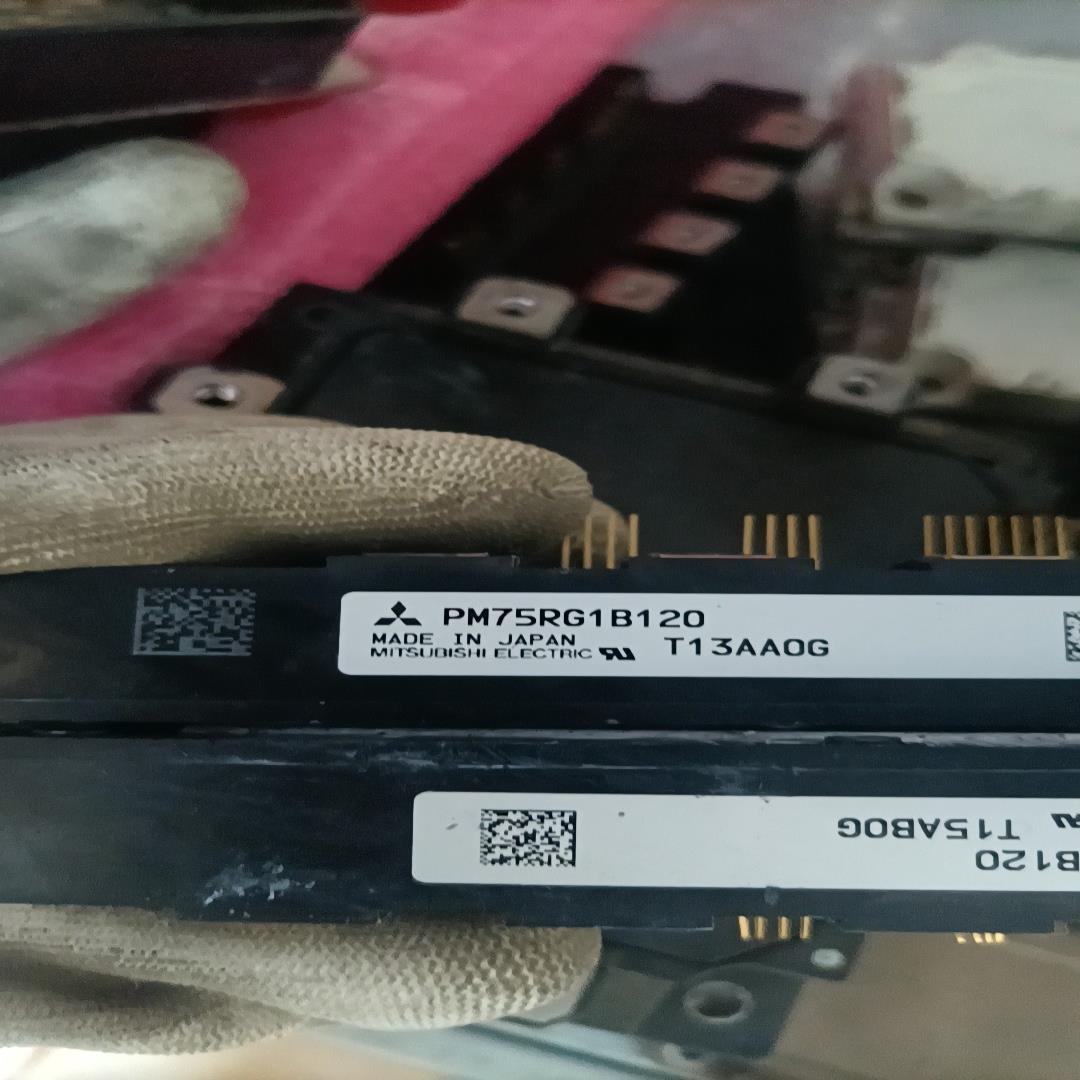 PM75RG1B120
MADE IN JAPAN
MITSUBISHI ELECTRIC
T13AA0G
B120
T15AB0G